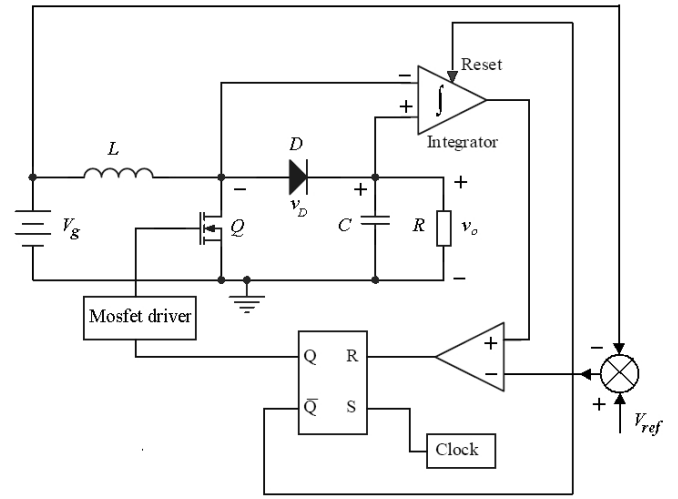 Reset
−
+
∫
Integrator
L
D
−
+
+
v_D
V_g
Q
C
R
v_o
−
Mosfet driver
Q
R
+
−
−
Q̅
S
+
V_ref
Clock